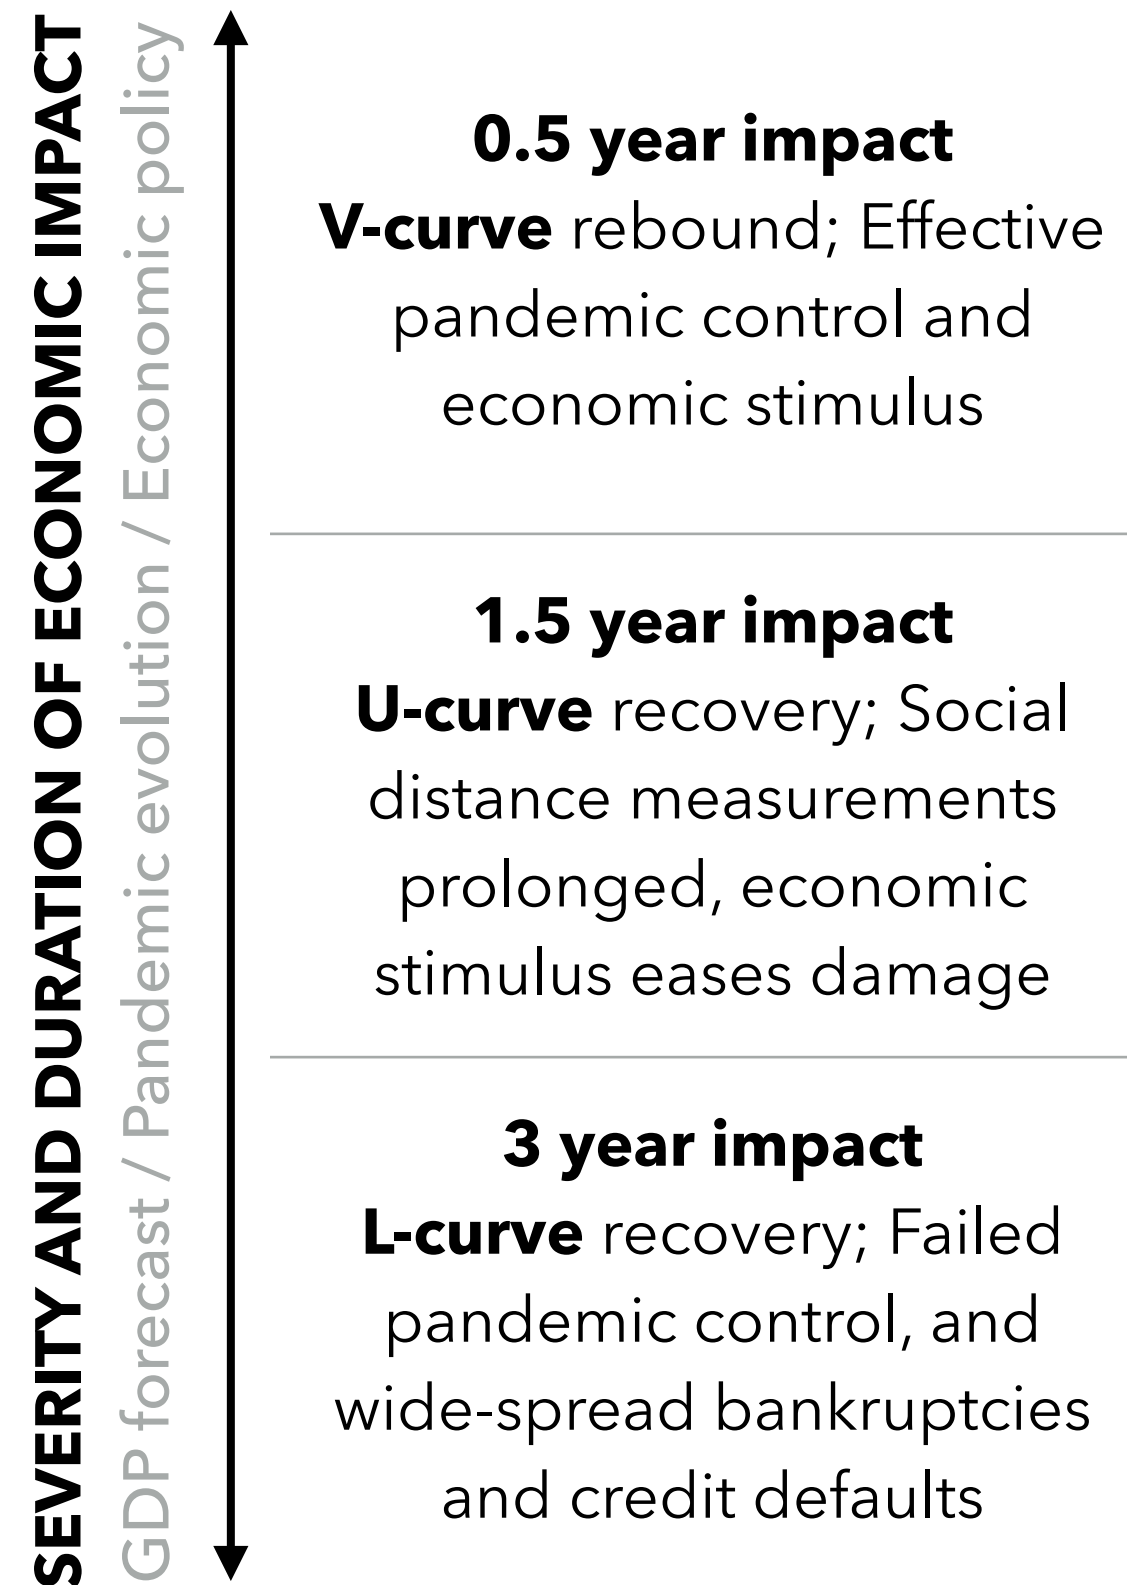 SEVERITY AND DURATION OF ECONOMIC IMPACT
GDP forecast / Pandemic evolution / Economic policy
0.5 year impact
V-curve rebound; Effective
pandemic control and
economic stimulus
1.5 year impact
U-curve recovery; Social
distance measurements
prolonged, economic
stimulus eases damage
3 year impact
L-curve recovery; Failed
pandemic control, and
wide-spread bankruptcies
and credit defaults